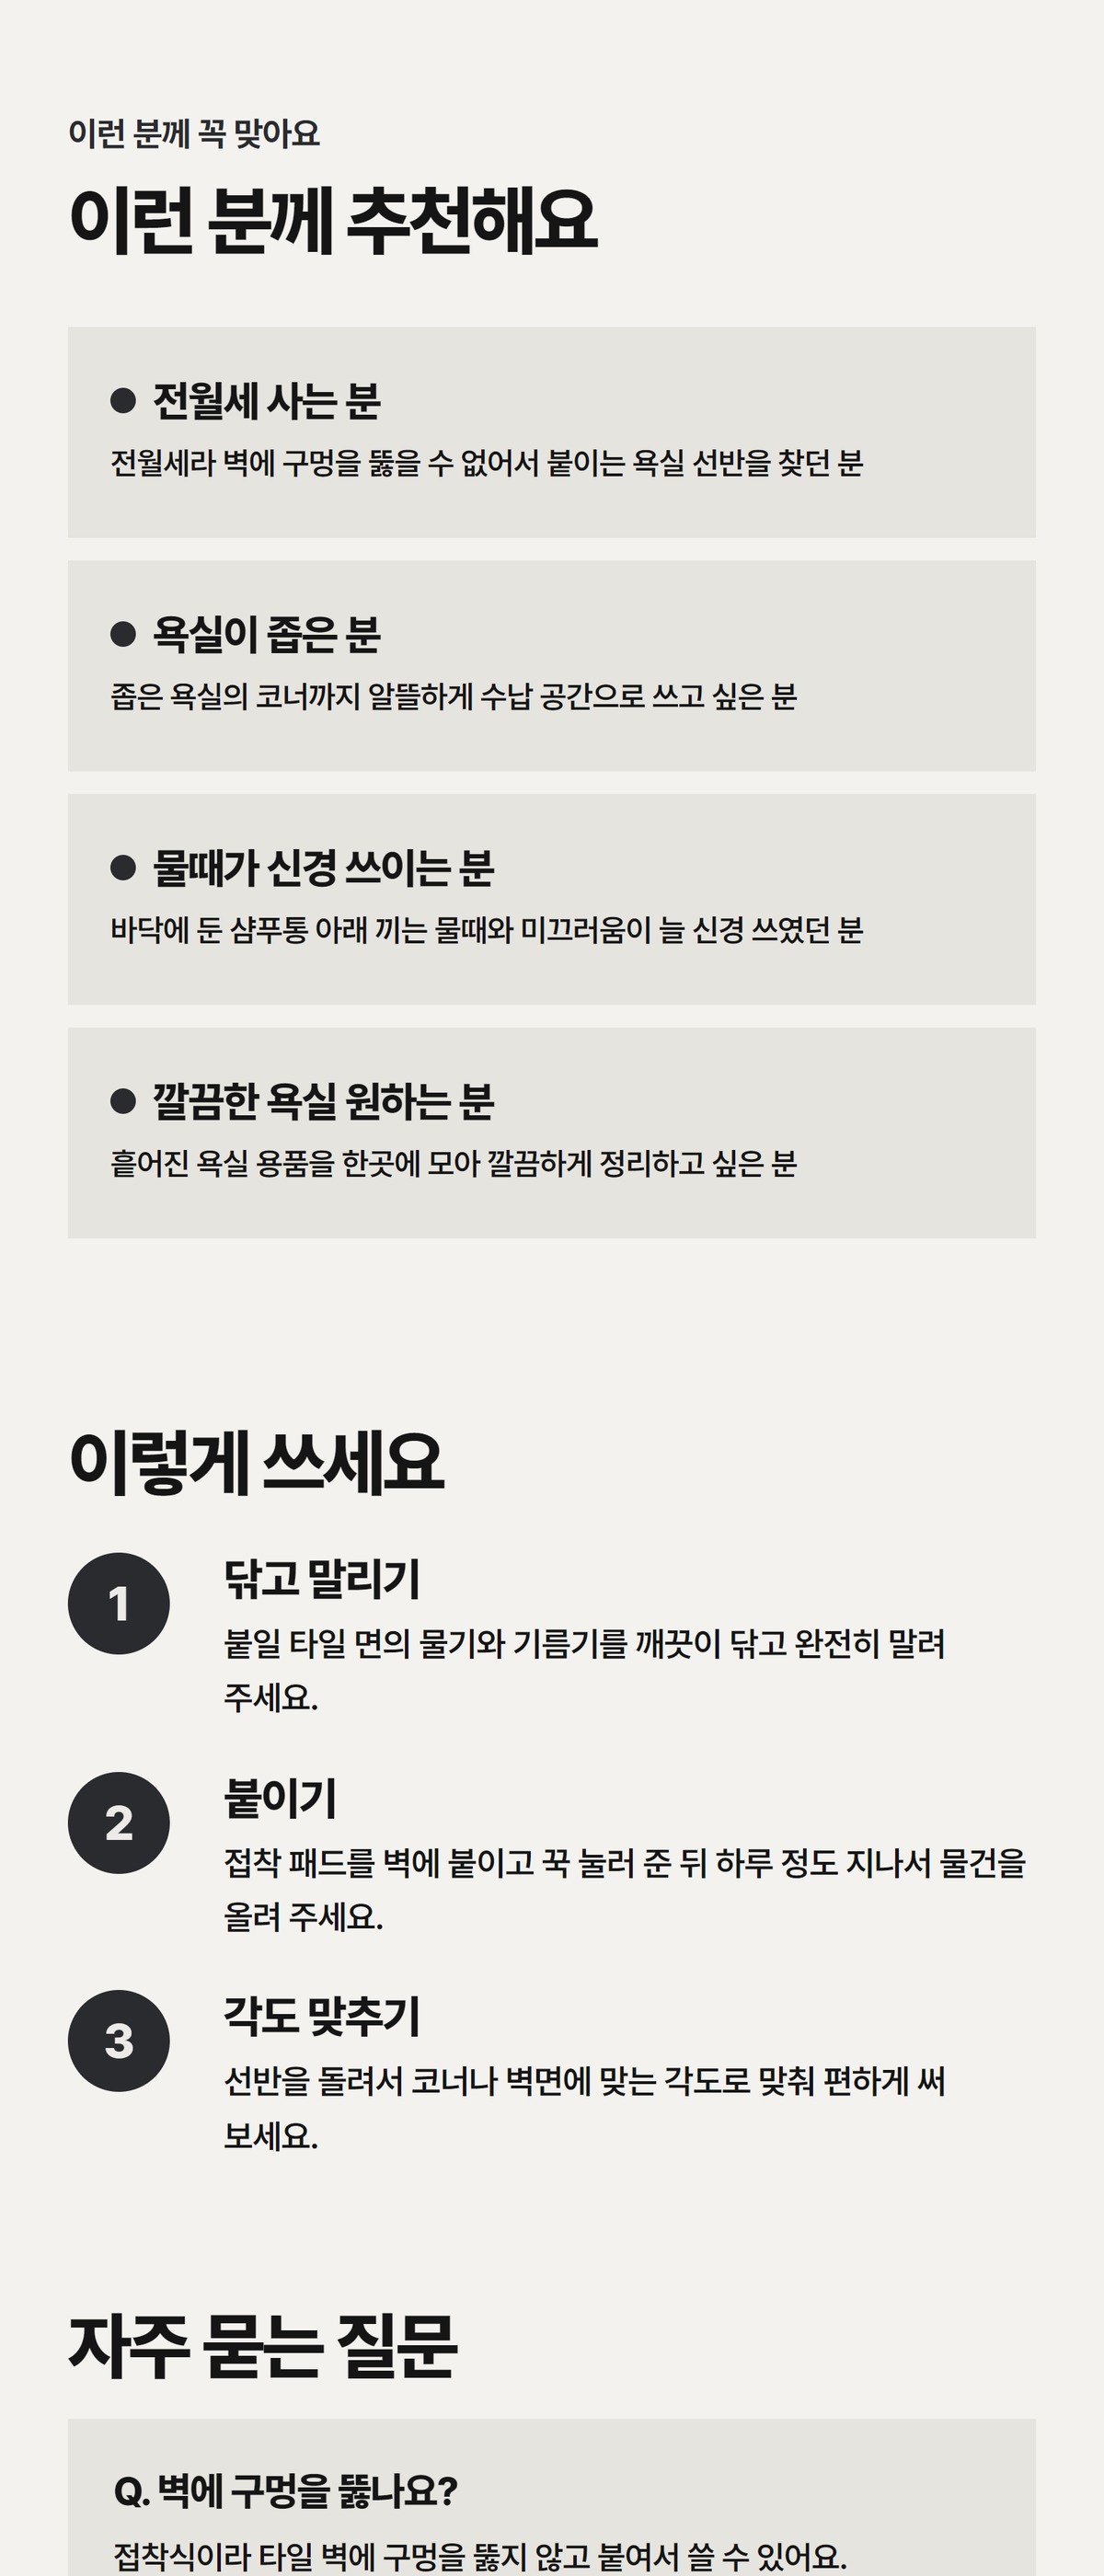 이런 분께 꼭 맞아요
이런 분께 추천해요
전월세 사는 분
전월세라 벽에 구멍을 뚫을 수 없어서 붙이는 욕실 선반을 찾던 분
욕실이 좁은 분
좁은 욕실의 코너까지 알뜰하게 수납 공간으로 쓰고 싶은 분
물때가 신경 쓰이는 분
바닥에 둔 샴푸통 아래 끼는 물때와 미끄러움이 늘 신경 쓰였던 분
깔끔한 욕실 원하는 분
흩어진 욕실 용품을 한곳에 모아 깔끔하게 정리하고 싶은 분
이렇게 쓰세요
1
닦고 말리기
붙일 타일 면의 물기와 기름기를 깨끗이 닦고 완전히 말려
주세요.
2
붙이기
접착 패드를 벽에 붙이고 꾹 눌러 준 뒤 하루 정도 지나서 물건을
올려 주세요.
3
각도 맞추기
선반을 돌려서 코너나 벽면에 맞는 각도로 맞춰 편하게 써
보세요.
자주 묻는 질문
Q. 벽에 구멍을 뚫나요?
접착식이라 타일 벽에 구멍을 뚫지 않고 붙여서 쓸 수 있어요.